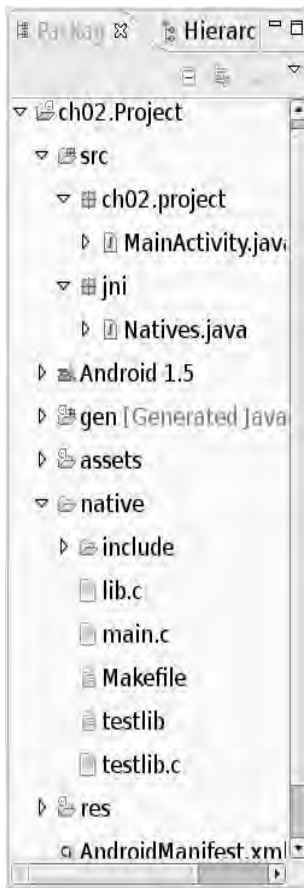 Packag Hierarc
ch02.Project
src
ch02.project
MainActivity.java
jni
Natives.java
Android 1.5
gen [Generated Java
assets
native
include
lib.c
main.c
Makefile
testlib
testlib.c
res
AndroidManifest.xml